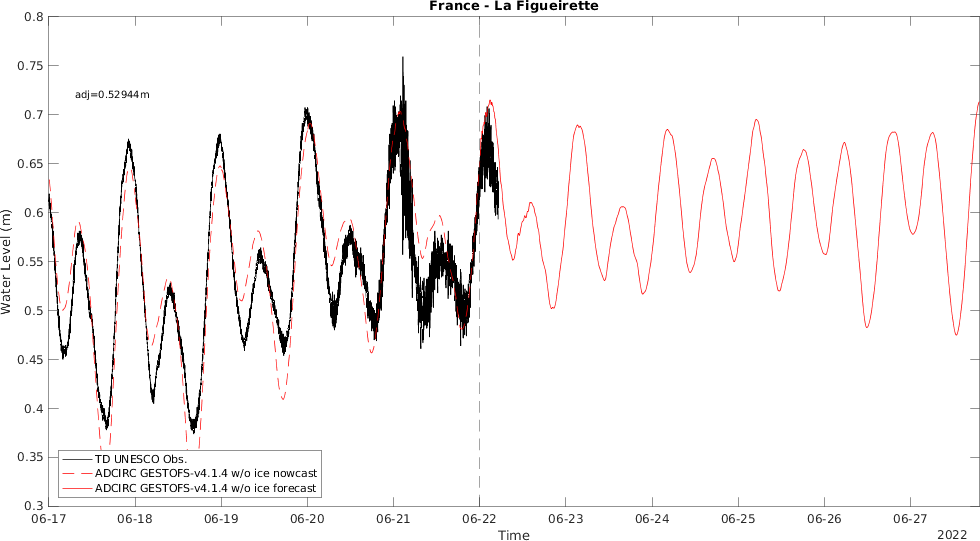 France - La Figueirette
0.8
0.75
0.7
0.65
0.6
0.55
0.5
0.45
0.4
0.35
0.3
Water Level (m)
adj=0.52944m
TD UNESCO Obs.
ADCIRC GESTOFS-v4.1.4 w/o ice nowcast
ADCIRC GESTOFS-v4.1.4 w/o ice forecast
06-17 06-18 06-19 06-20 06-21 06-22 06-23 06-24 06-25 06-26 06-27
Time
2022